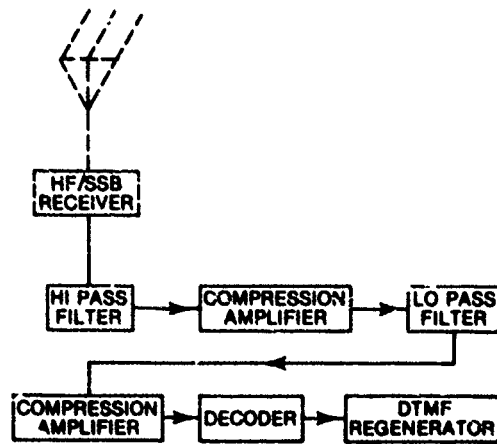 HF/SSB
RECEIVER
HI PASS
FILTER
COMPRESSION
AMPLIFIER
LO PASS
FILTER
COMPRESSION
AMPLIFIER
DECODER
DTMF
REGENERATOR